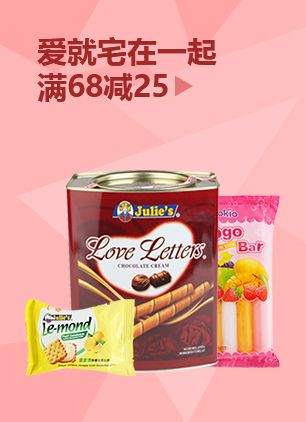 爱就宅在一起
满68减25
Julie's
Love Letters
CHOCOLATE CREAM
Bar
Julie's
le-mond